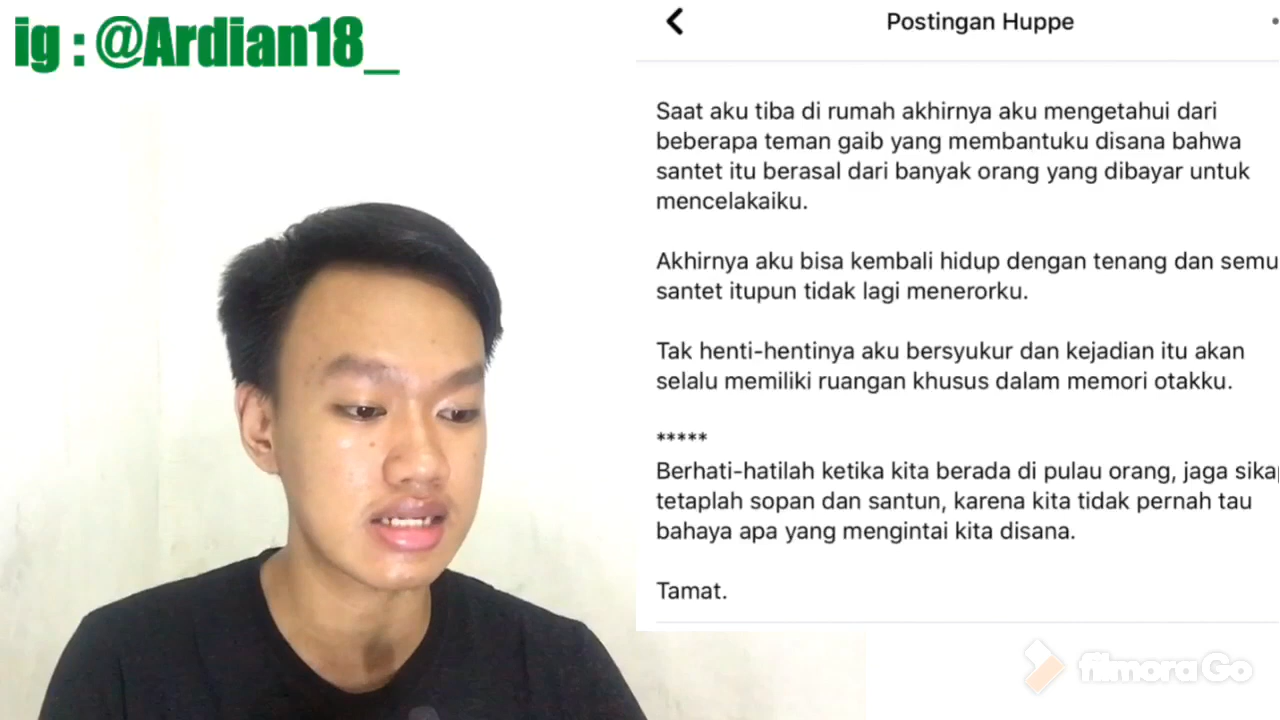 ig : @Ardian18_
Postingan Huppe
Saat aku tiba di rumah akhirnya aku mengetahui dari
beberapa teman gaib yang membantuku disana bahwa
santet itu berasal dari banyak orang yang dibayar untuk
mencelakaiku.
Akhirnya aku bisa kembali hidup dengan tenang dan semu
santet itupun tidak lagi menerorku.
Tak henti-hentinya aku bersyukur dan kejadian itu akan
selalu memiliki ruangan khusus dalam memori otakku.
*****
Berhati-hatilah ketika kita berada di pulau orang, jaga sikap
tetaplah sopan dan santun, karena kita tidak pernah tau
bahaya apa yang mengintai kita disana.
Tamat.
filmora Go